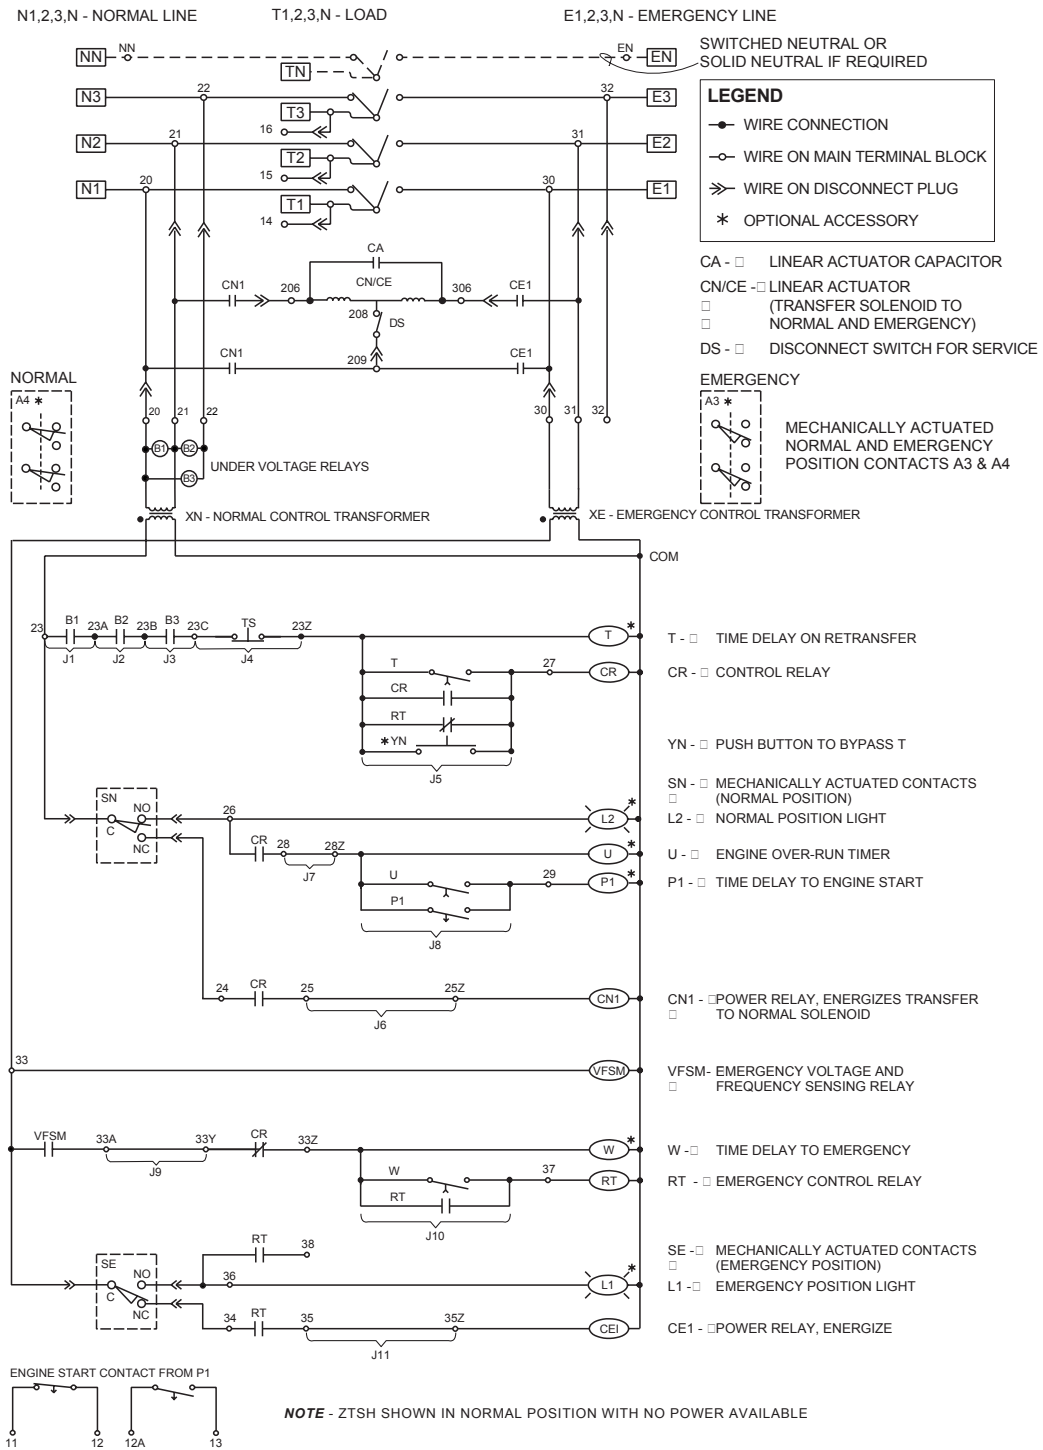 N1,2,3,N - NORMAL LINE
T1,2,3,N - LOAD
E1,2,3,N - EMERGENCY LINE
NN
NN
TN
EN
EN
SWITCHED NEUTRAL OR
SOLID NEUTRAL IF REQUIRED
N3
22
T3
16
32
E3
N2
21
T2
15
31
E2
N1
20
T1
14
30
E1
LEGEND
WIRE CONNECTION
WIRE ON MAIN TERMINAL BLOCK
WIRE ON DISCONNECT PLUG
* OPTIONAL ACCESSORY
CA
CN1
206
CN/CE
306
CE1
208
DS
CN1
209
CE1
CA - □ LINEAR ACTUATOR CAPACITOR
CN/CE -□ LINEAR ACTUATOR
□ (TRANSFER SOLENOID TO
□ NORMAL AND EMERGENCY)
DS - □ DISCONNECT SWITCH FOR SERVICE
NORMAL
A4 *
20
21
22
30
31
32
B1
B2
B3
UNDER VOLTAGE RELAYS
EMERGENCY
A3 *
MECHANICALLY ACTUATED
NORMAL AND EMERGENCY
POSITION CONTACTS A3 & A4
XN - NORMAL CONTROL TRANSFORMER
XE - EMERGENCY CONTROL TRANSFORMER
COM
23
B1
23A
B2
23B
B3
23C
TS
23Z
J1
J2
J3
J4
T
*
T - □ TIME DELAY ON RETRANSFER
T
27
CR
CR - □ CONTROL RELAY
CR
RT
*YN
J5
YN - □ PUSH BUTTON TO BYPASS T
SN
NO
C
NC
26
L2
*
SN - □ MECHANICALLY ACTUATED CONTACTS
□ (NORMAL POSITION)
L2 - □ NORMAL POSITION LIGHT
CR
28
28Z
J7
U
*
U - □ ENGINE OVER-RUN TIMER
U
29
P1
*
P1 - □ TIME DELAY TO ENGINE START
P1
J8
24
CR
25
25Z
J6
CN1
CN1 - □POWER RELAY, ENERGIZES TRANSFER
□ TO NORMAL SOLENOID
33
VFSM
VFSM- EMERGENCY VOLTAGE AND
□ FREQUENCY SENSING RELAY
VFSM
33A
33Y
CR
33Z
J9
W
*
W -□ TIME DELAY TO EMERGENCY
W
37
RT
RT - □ EMERGENCY CONTROL RELAY
RT
J10
RT
38
SE
NO
C
NC
36
L1
*
SE -□ MECHANICALLY ACTUATED CONTACTS
□ (EMERGENCY POSITION)
L1 -□ EMERGENCY POSITION LIGHT
34
RT
35
35Z
J11
CEI
CE1 - □POWER RELAY, ENERGIZE
ENGINE START CONTACT FROM P1
11
12
12A
13
NOTE - ZTSH SHOWN IN NORMAL POSITION WITH NO POWER AVAILABLE